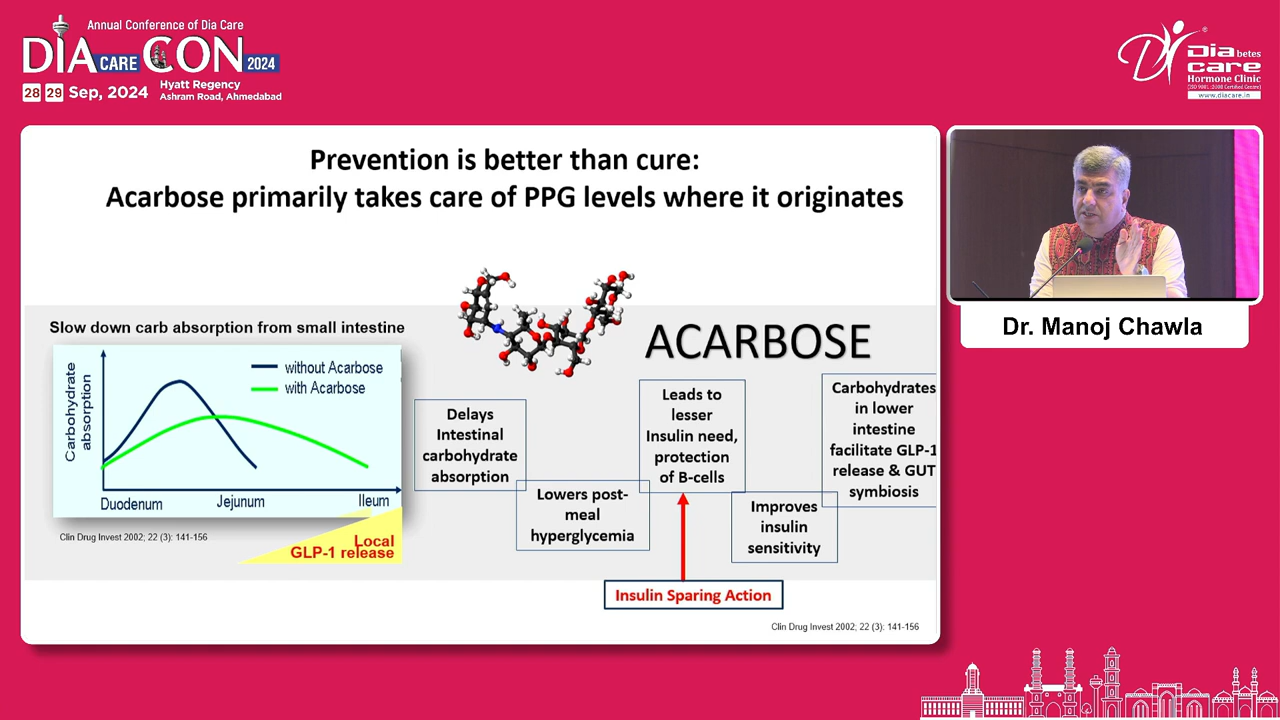 Annual Conference of Dia Care
DIA CARE CON 2024
28 29 Sep, 2024
Hyatt Regency
Ashram Road, Ahmedabad
Diabetes
care
Hormone Clinic
(ISO 9001:2008 Certified Centre)
www.diacare.in
Prevention is better than cure:
Acarbose primarily takes care of PPG levels where it originates
Slow down carb absorption from small intestine
Carbohydrate
absorption
without Acarbose
with Acarbose
Duodenum
Jejunum
Ileum
Local
GLP-1 release
Clin Drug Invest 2002; 22 (3): 141-156
ACARBOSE
Delays
Intestinal
carbohydrate
absorption
Lowers post-
meal
hyperglycemia
Leads to
lesser
Insulin need,
protection
of B-cells
Improves
insulin
sensitivity
Carbohydrates
in lower
intestine
facilitate GLP-1
release & GUT
symbiosis
Insulin Sparing Action
Clin Drug Invest 2002; 22 (3): 141-156
Dr. Manoj Chawla